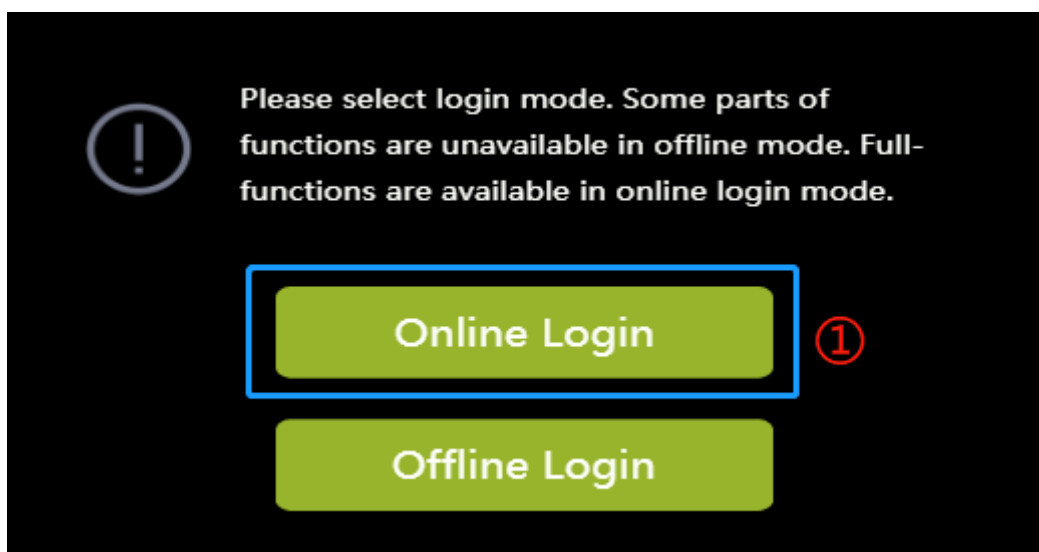 Please select login mode. Some parts of
functions are unavailable in offline mode. Full-
functions are available in online login mode.
Online Login
①
Offline Login